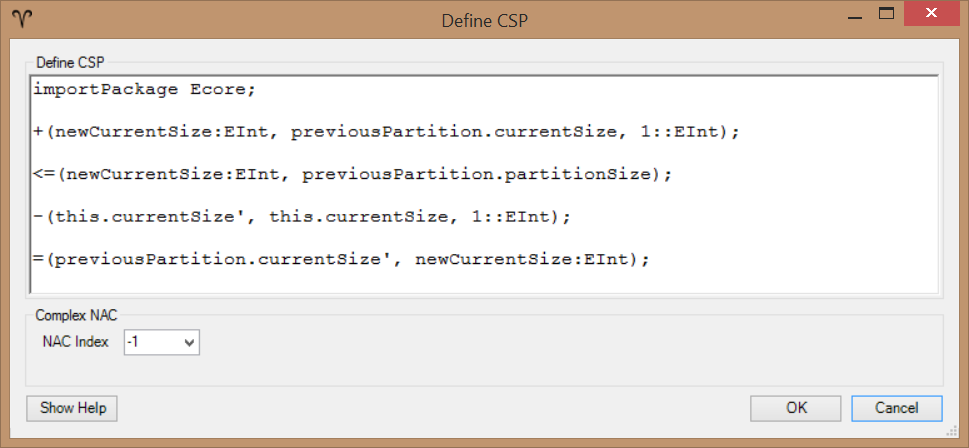 Define CSP
Define CSP
importPackage Ecore;
+(newCurrentSize:EInt, previousPartition.currentSize, 1::EInt);
<=(newCurrentSize:EInt, previousPartition.partitionSize);
-(this.currentSize', this.currentSize, 1::EInt);
=(previousPartition.currentSize', newCurrentSize:EInt);
Complex NAC
NAC Index -1
Show Help OK Cancel